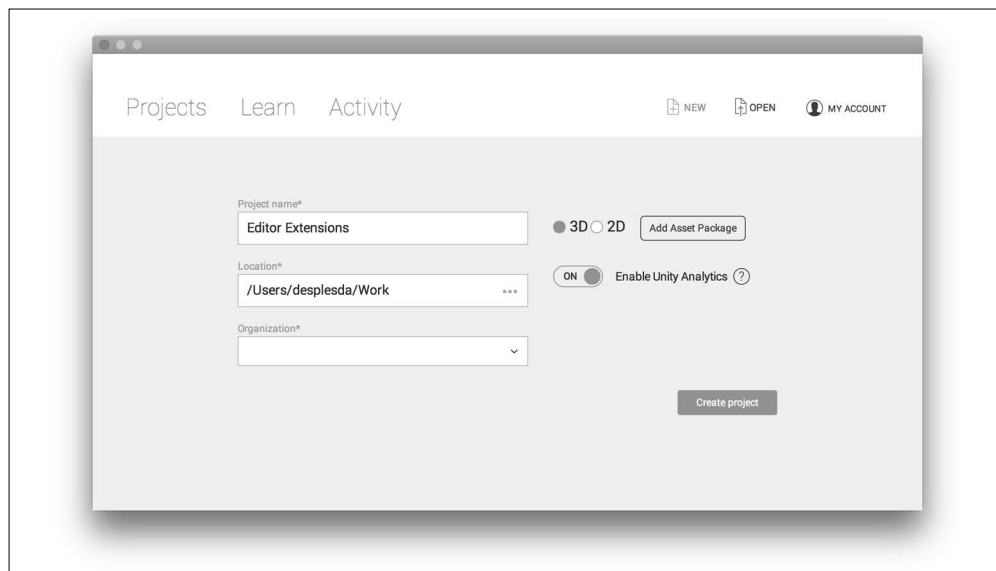 Projects Learn Activity NEW OPEN MY ACCOUNT
Project name*
Editor Extensions
3D 2D Add Asset Package
Location*
/Users/desplesda/Work ...
ON Enable Unity Analytics ?
Organization*
Create project